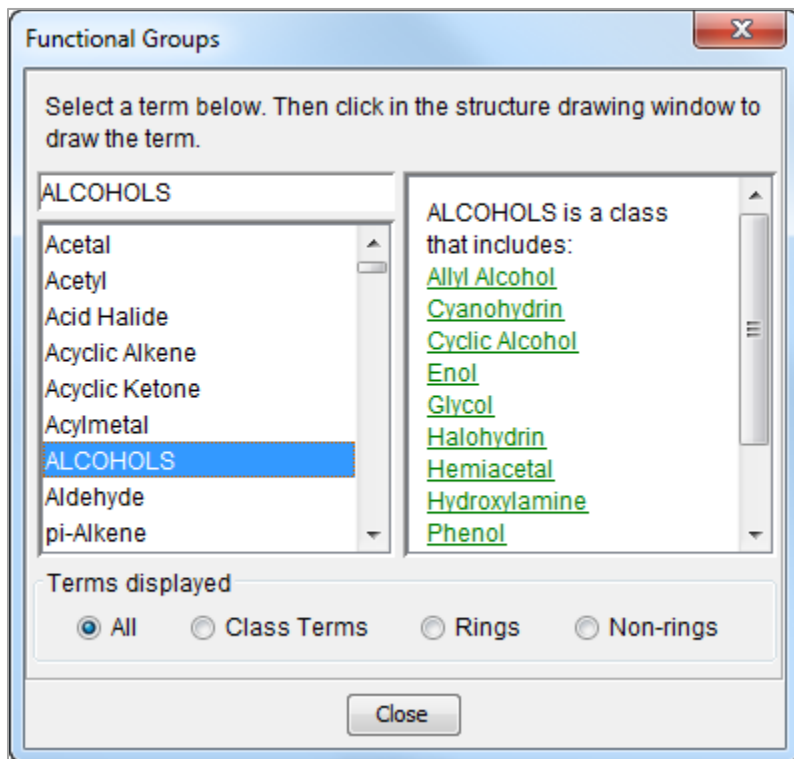 Functional Groups
X
Select a term below. Then click in the structure drawing window to
draw the term.
ALCOHOLS
Acetal
Acetyl
Acid Halide
Acyclic Alkene
Acyclic Ketone
Acylmetal
ALCOHOLS
Aldehyde
pi-Alkene
ALCOHOLS is a class
that includes:
Allyl Alcohol
Cyanohydrin
Cyclic Alcohol
Enol
Glycol
Halohydrin
Hemiacetal
Hydroxylamine
Phenol
Terms displayed
All Class Terms Rings Non-rings
Close